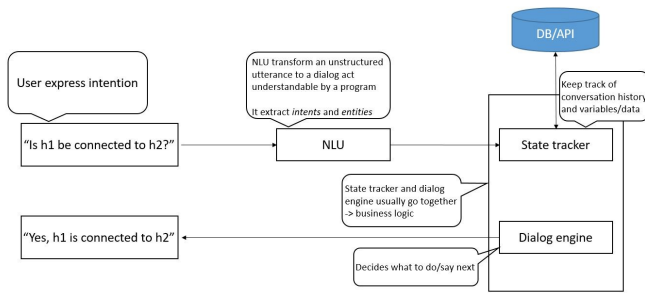 DB/API
User express intention
NLU transform an unstructured
utterance to a dialog act
understandable by a program
It extract intents and entities
Keep track of
conversation history
and variables/data
“Is h1 be connected to h2?”
NLU
State tracker
State tracker and dialog
engine usually go together
-> business logic
“Yes, h1 is connected to h2”
Dialog engine
Decides what to do/say next